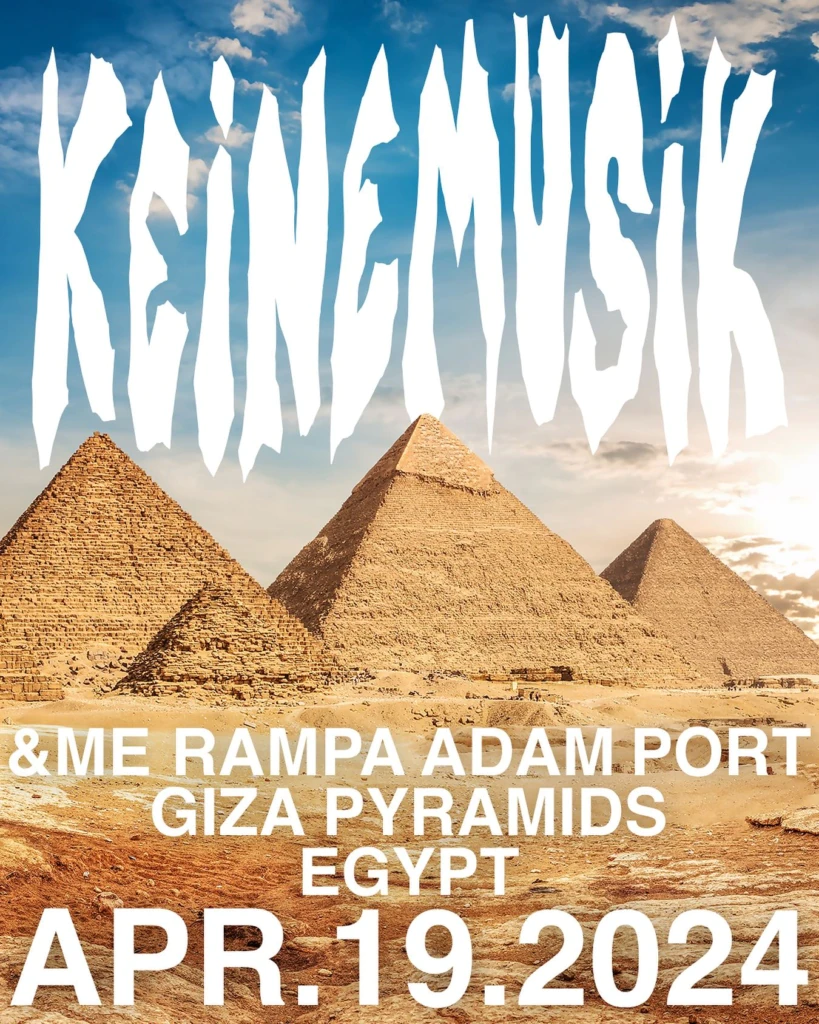 KEiNEMUSiK
&ME RAMPA ADAM PORT
GIZA PYRAMIDS
EGYPT
APR.19.2024